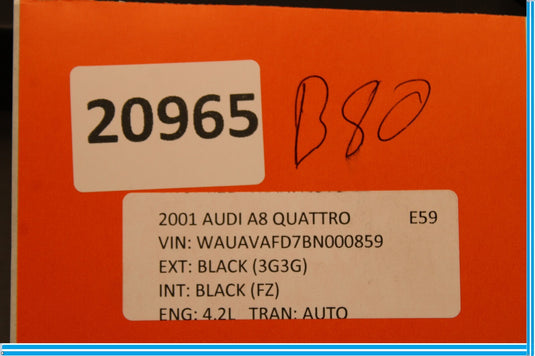 20965
B80
2001 AUDI A8 QUATTRO E59
VIN: WAUAVAFD7BN000859
EXT: BLACK (3G3G)
INT: BLACK (FZ)
ENG: 4.2L TRAN: AUTO